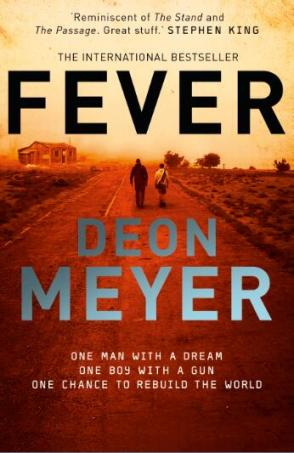 'Reminiscent of The Stand and
The Passage. Great stuff.' STEPHEN KING
THE INTERNATIONAL BESTSELLER
FEVER
DEON
MEYER
ONE MAN WITH A DREAM
ONE BOY WITH A GUN
ONE CHANCE TO REBUILD THE WORLD